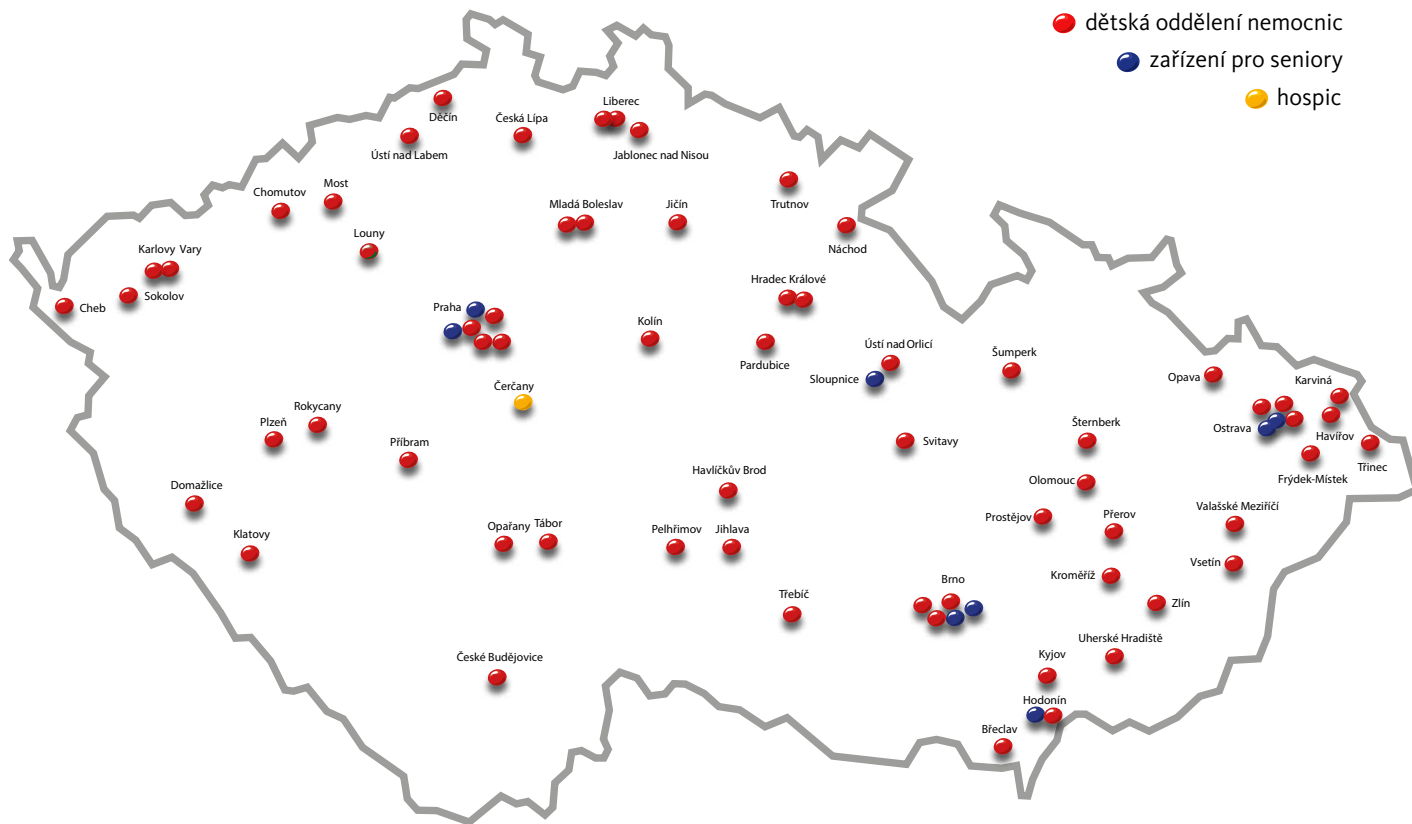 dětská oddělení nemocnic
zařízení pro seniory
hospic
Děčín
Česká Lípa
Liberec
Ústí nad Labem
Jablonec nad Nisou
Chomutov
Most
Trutnov
Mladá Boleslav
Jičín
Louny
Náchod
Karlovy Vary
Sokolov
Cheb
Hradec Králové
Praha
Kolín
Pardubice
Ústí nad Orlicí
Sloupnice
Šumperk
Opava
Karviná
Čerčany
Rokycany
Plzeň
Příbram
Svitavy
Šternberk
Ostrava
Havířov
Třinec
Frýdek-Místek
Havlíčkův Brod
Olomouc
Domažlice
Klatovy
Opařany
Tábor
Pelhřimov
Jihlava
Prostějov
Přerov
Valašské Meziříčí
Vsetín
Kroměříž
Brno
Třebíč
Zlín
Uherské Hradiště
České Budějovice
Kyjov
Hodonín
Břeclav